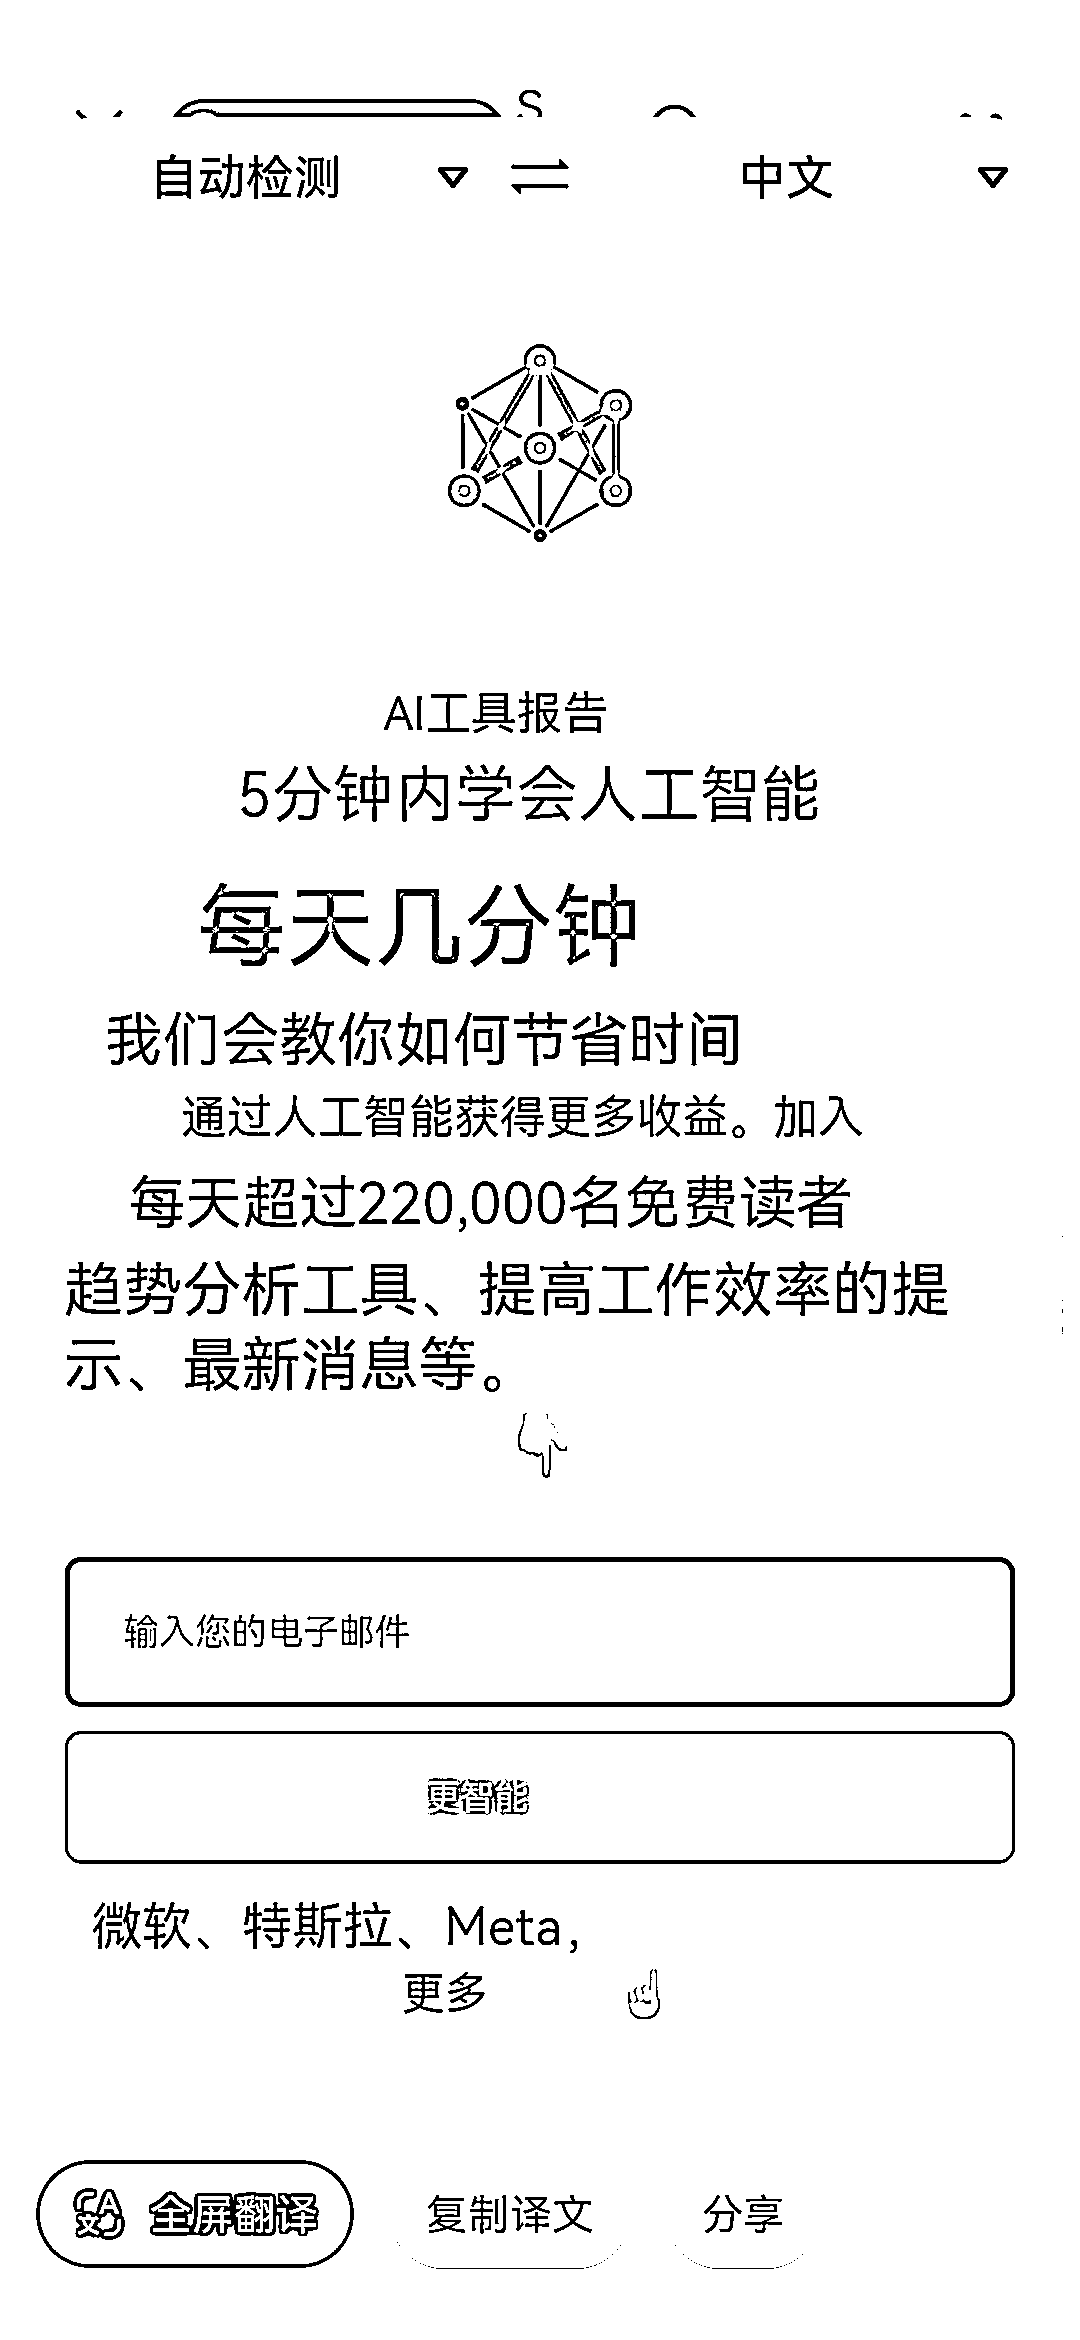 S
自动检测
中文
AI工具报告
5分钟内学会人工智能
每天几分钟
我们会教你如何节省时间
通过人工智能获得更多收益。加入
每天超过220,000名免费读者
趋势分析工具、提高工作效率的提
示、最新消息等。
输入您的电子邮件
更智能
微软、特斯拉、Meta,
更多
全屏翻译
复制译文
分享